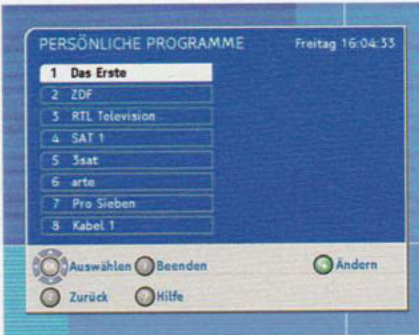 PERSÖNLICHE PROGRAMME Freitag 16:04:33
1 Das Erste
2 ZDF
3 RTL Television
4 SAT 1
5 3sat
6 arte
7 Pro Sieben
8 Kabel 1
OK Auswählen Beenden Ändern
Zurück Hilfe